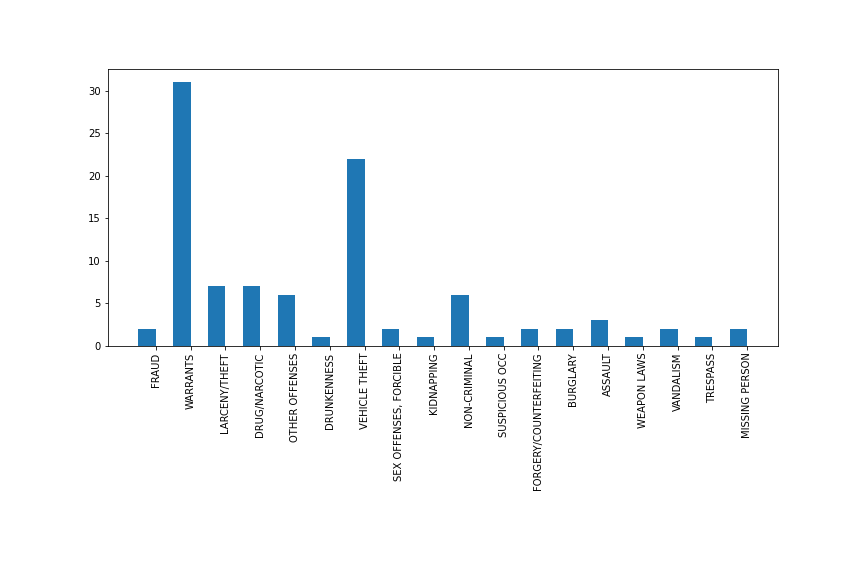 30
25
20
15
10
5
0
FRAUD
WARRANTS
LARCENY/THEFT
DRUG/NARCOTIC
OTHER OFFENSES
DRUNKENNESS
VEHICLE THEFT
SEX OFFENSES, FORCIBLE
KIDNAPPING
NON-CRIMINAL
SUSPICIOUS OCC
FORGERY/COUNTERFEITING
BURGLARY
ASSAULT
WEAPON LAWS
VANDALISM
TRESPASS
MISSING PERSON